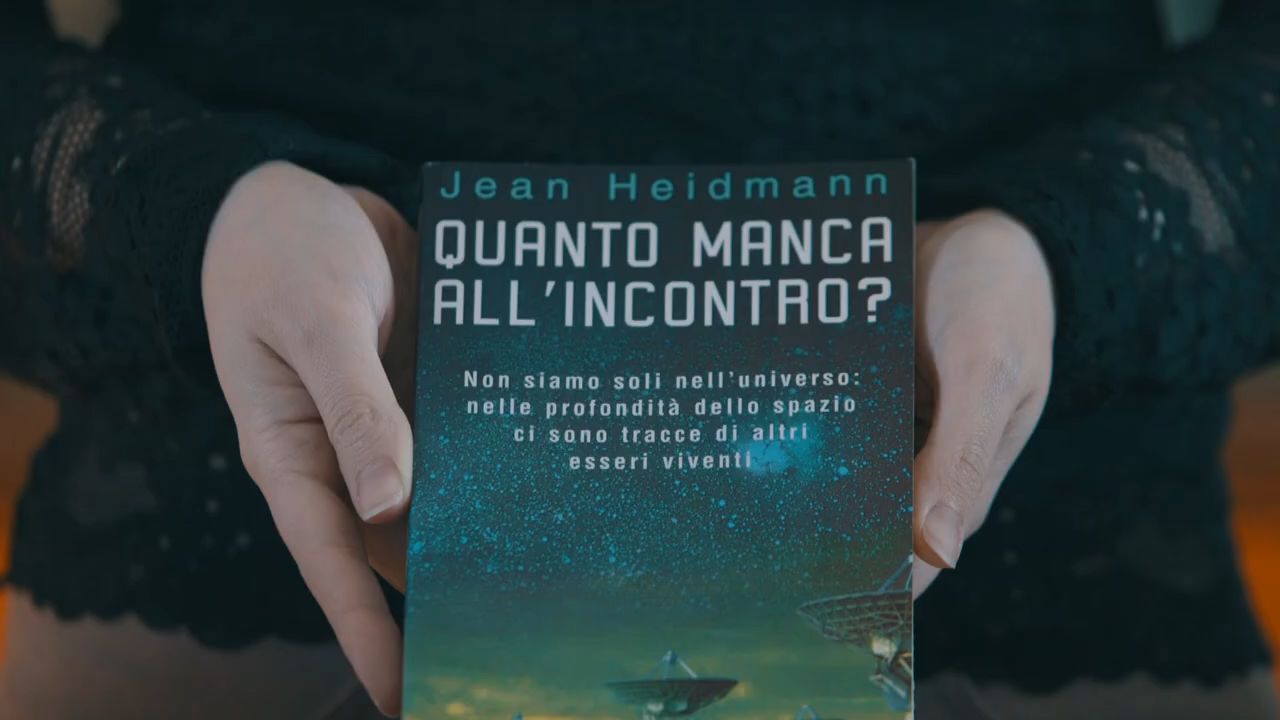 Jean Heidmann
QUANTO MANCA
ALL'INCONTRO?
Non siamo soli nell'universo:
nelle profondità dello spazio
ci sono tracce di altri
esseri viventi